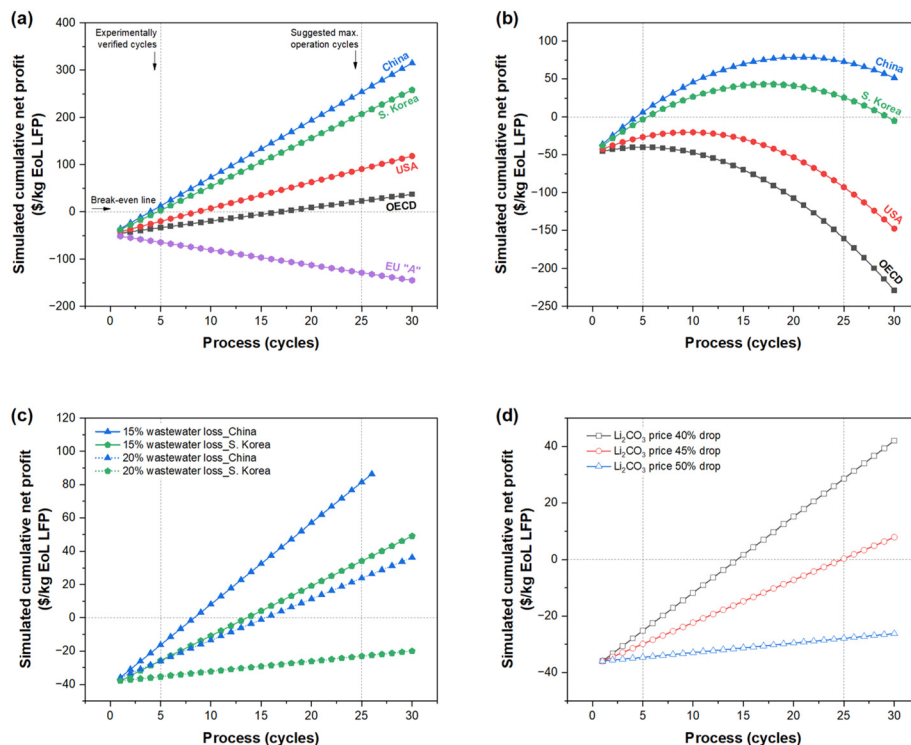 (a)
Simulated cumulative net profit
($/kg EoL LFP)
400
300
200
100
0
−100
−200
Experimentally
verified cycles
Suggested max.
operation cycles
China
S. Korea
USA
Break-even line
OECD
EU "A"
0
5
10
15
20
25
30
Process (cycles)
(b)
Simulated cumulative net profit
($/kg EoL LFP)
100
50
0
−50
−100
−150
−200
−250
China
S. Korea
USA
OECD
0
5
10
15
20
25
30
Process (cycles)
(c)
Simulated cumulative net profit
($/kg EoL LFP)
120
100
80
60
40
20
0
−20
−40
15% wastewater loss_China
15% wastewater loss_S. Korea
20% wastewater loss_China
20% wastewater loss_S. Korea
0
5
10
15
20
25
30
Process (cycles)
(d)
Simulated cumulative net profit
($/kg EoL LFP)
40
20
0
−20
−40
Li₂CO₃ price 40% drop
Li₂CO₃ price 45% drop
Li₂CO₃ price 50% drop
0
5
10
15
20
25
30
Process (cycles)